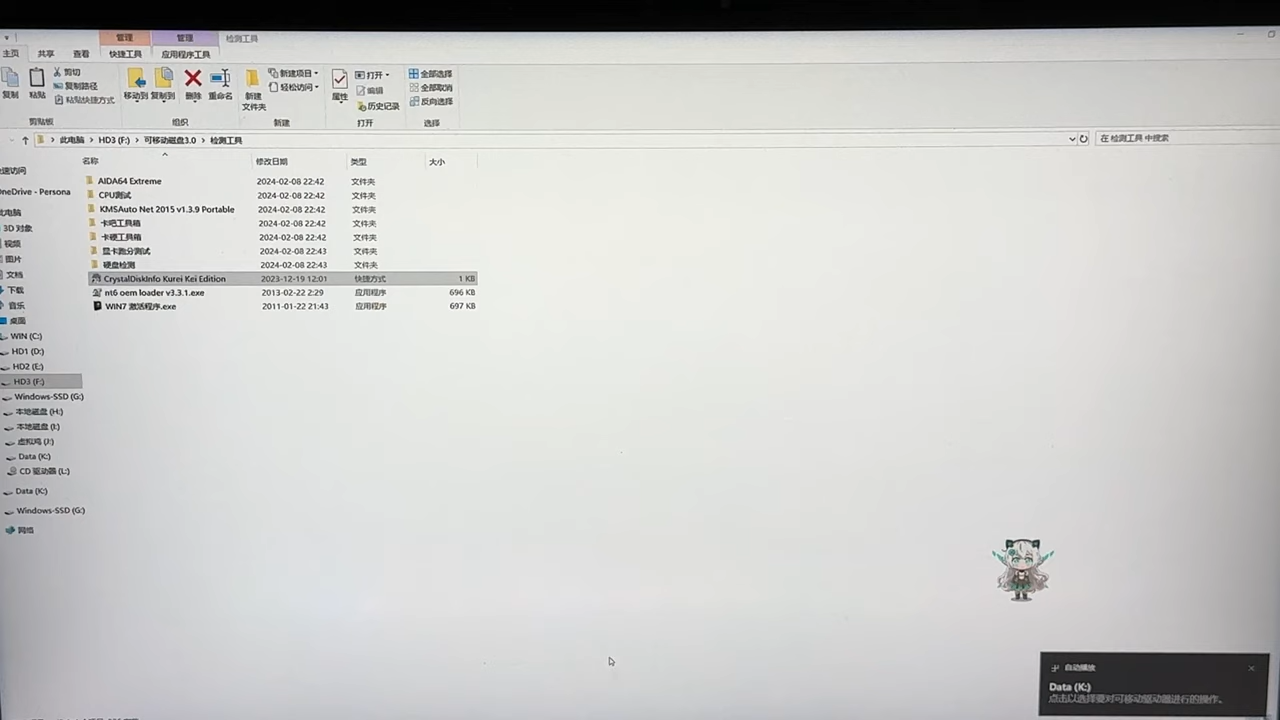 管理 管理 检测工具
主页 共享 查看 快捷工具 应用程序工具
复制 粘贴 剪切 复制路径 粘贴快捷方式 移动到 复制到 删除 重命名 新建文件夹 新建项目 轻松访问 属性 打开 编辑 历史记录 全部选择 全部取消 反向选择
剪贴板 组织 新建 打开 选择
此电脑 > HD3 (F:) > 可移动磁盘3.0 > 检测工具 在 检测工具 中搜索
名称 修改日期 类型 大小
AIDA64 Extreme 2024-02-08 22:42 文件夹
CPU测试 2024-02-08 22:42 文件夹
KMSAuto Net 2015 v1.3.9 Portable 2024-02-08 22:42 文件夹
卡吧工具箱 2024-02-08 22:42 文件夹
卡硬工具箱 2024-02-08 22:42 文件夹
显卡跑分测试 2024-02-08 22:43 文件夹
硬盘检测 2024-02-08 22:43 文件夹
CrystalDiskInfo Kurei Kei Edition 2023-12-19 12:01 快捷方式 1 KB
nt6 oem loader v3.3.1.exe 2013-02-22 2:29 应用程序 696 KB
WIN7 激活程序.exe 2011-01-22 21:43 应用程序 697 KB
速访问
OneDrive - Persona
此电脑
3D 对象
视频
图片
文档
下载
音乐
桌面
WIN (C:)
HD1 (D:)
HD2 (E:)
HD3 (F:)
Windows-SSD (G:)
本地磁盘 (H:)
本地磁盘 (I:)
虚拟鸡 (J:)
Data (K:)
CD 驱动器 (L:)
Data (K:)
Windows-SSD (G:)
网络
自动播放
Data (K:)
点击以选择要对可移动驱动器进行的操作。